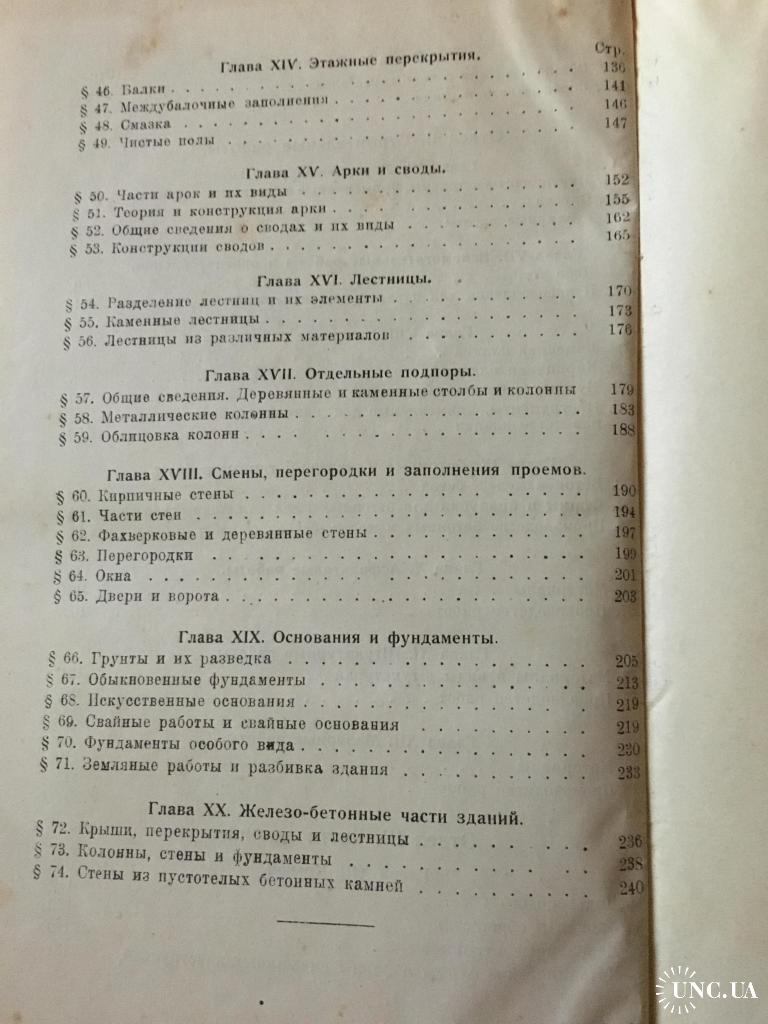 Глава XIV. Этажные перекрытия.
Стр.
§ 46. Балки . . . . . . . . . . . . . . . . 136
§ 47. Междубалочные заполнения . . . . . . . . . . 141
§ 48. Смазка . . . . . . . . . . . . . . . . 146
§ 49. Чистые полы . . . . . . . . . . . . . . 147
Глава XV. Арки и своды.
§ 50. Части арок и их виды . . . . . . . . . . . . 152
§ 51. Теория и конструкция арки . . . . . . . . . . 155
§ 52. Общие сведения о сводах и их виды . . . . . . . . 162
§ 53. Конструкции сводов . . . . . . . . . . . . . 165
Глава XVI. Лестницы.
§ 54. Разделение лестниц и их элементы . . . . . . . . 170
§ 55. Каменные лестницы . . . . . . . . . . . . . 173
§ 56. Лестницы из различных материалов . . . . . . . . 176
Глава XVII. Отдельные подпоры.
§ 57. Общие сведения. Деревянные и каменные столбы и колонны 179
§ 58. Металлические колонны . . . . . . . . . . . . 183
§ 59. Облицовка колонн . . . . . . . . . . . . . . 188
Глава XVIII. Смены, перегородки и заполнения проемов.
§ 60. Кирпичные стены . . . . . . . . . . . . . . 190
§ 61. Части стен . . . . . . . . . . . . . . . . 194
§ 62. Фахверковые и деревянные стены . . . . . . . . . 197
§ 63. Перегородки . . . . . . . . . . . . . . . 199
§ 64. Окна . . . . . . . . . . . . . . . . . . 201
§ 65. Двери и ворота . . . . . . . . . . . . . . . 203
Глава XIX. Основания и фундаменты.
§ 66. Грунты и их разведка . . . . . . . . . . . . 205
§ 67. Обыкновенные фундаменты . . . . . . . . . . . 213
§ 68. Искусственные основания . . . . . . . . . . . 219
§ 69. Свайные работы и свайные основания . . . . . . . 219
§ 70. Фундаменты особого вида . . . . . . . . . . . . 230
§ 71. Земляные работы и разбивка здания . . . . . . . . 233
Глава XX. Железо-бетонные части зданий.
§ 72. Крыши, перекрытия, своды и лестницы . . . . . . . 236
§ 73. Колонны, стены и фундаменты . . . . . . . . . . 238
§ 74. Стены из пустотелых бетонных камней . . . . . . . 240
UNC.UA